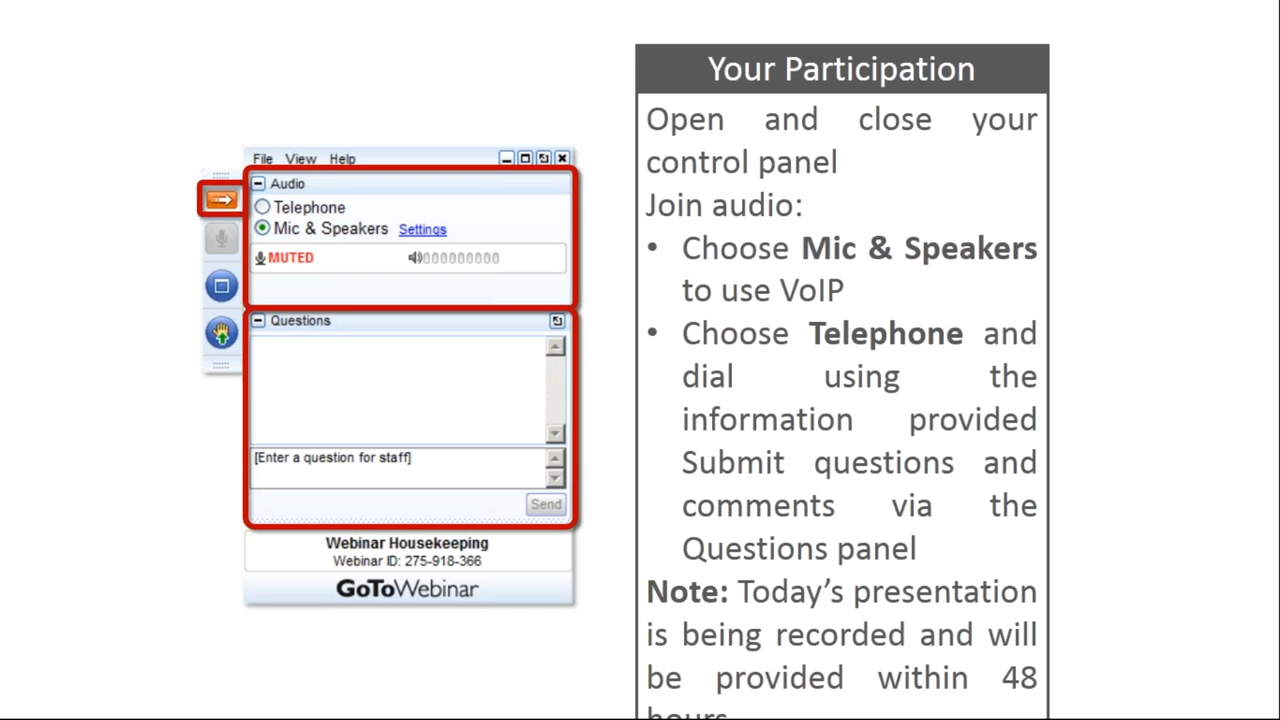 File View Help
Audio
Telephone
Mic & Speakers Settings
MUTED
Questions
[Enter a question for staff]
Send
Webinar Housekeeping
Webinar ID: 275-918-366
GoToWebinar
Your Participation
Open and close your
control panel
Join audio:
• Choose Mic & Speakers
to use VoIP
• Choose Telephone and
dial using the
information provided
Submit questions and
comments via the
Questions panel
Note: Today’s presentation
is being recorded and will
be provided within 48
hours